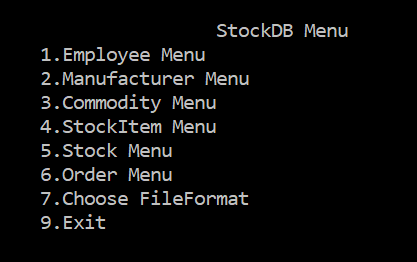 StockDB Menu
1.Employee Menu
2.Manufacturer Menu
3.Commodity Menu
4.StockItem Menu
5.Stock Menu
6.Order Menu
7.Choose FileFormat
9.Exit